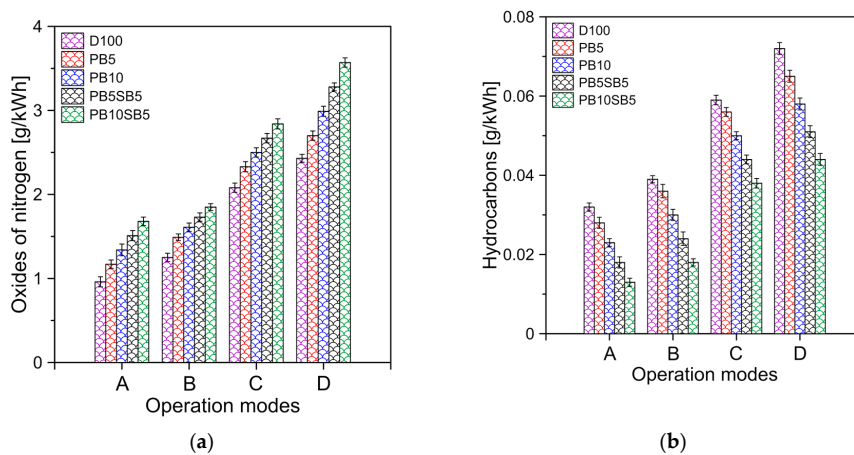 4
3
2
1
0
Oxides of nitrogen [g/kWh]
D100
PB5
PB10
PB5SB5
PB10SB5
A B C D
Operation modes
(a)
0.08
0.06
0.04
0.02
0
Hydrocarbons [g/kWh]
D100
PB5
PB10
PB5SB5
PB10SB5
A B C D
Operation modes
(b)